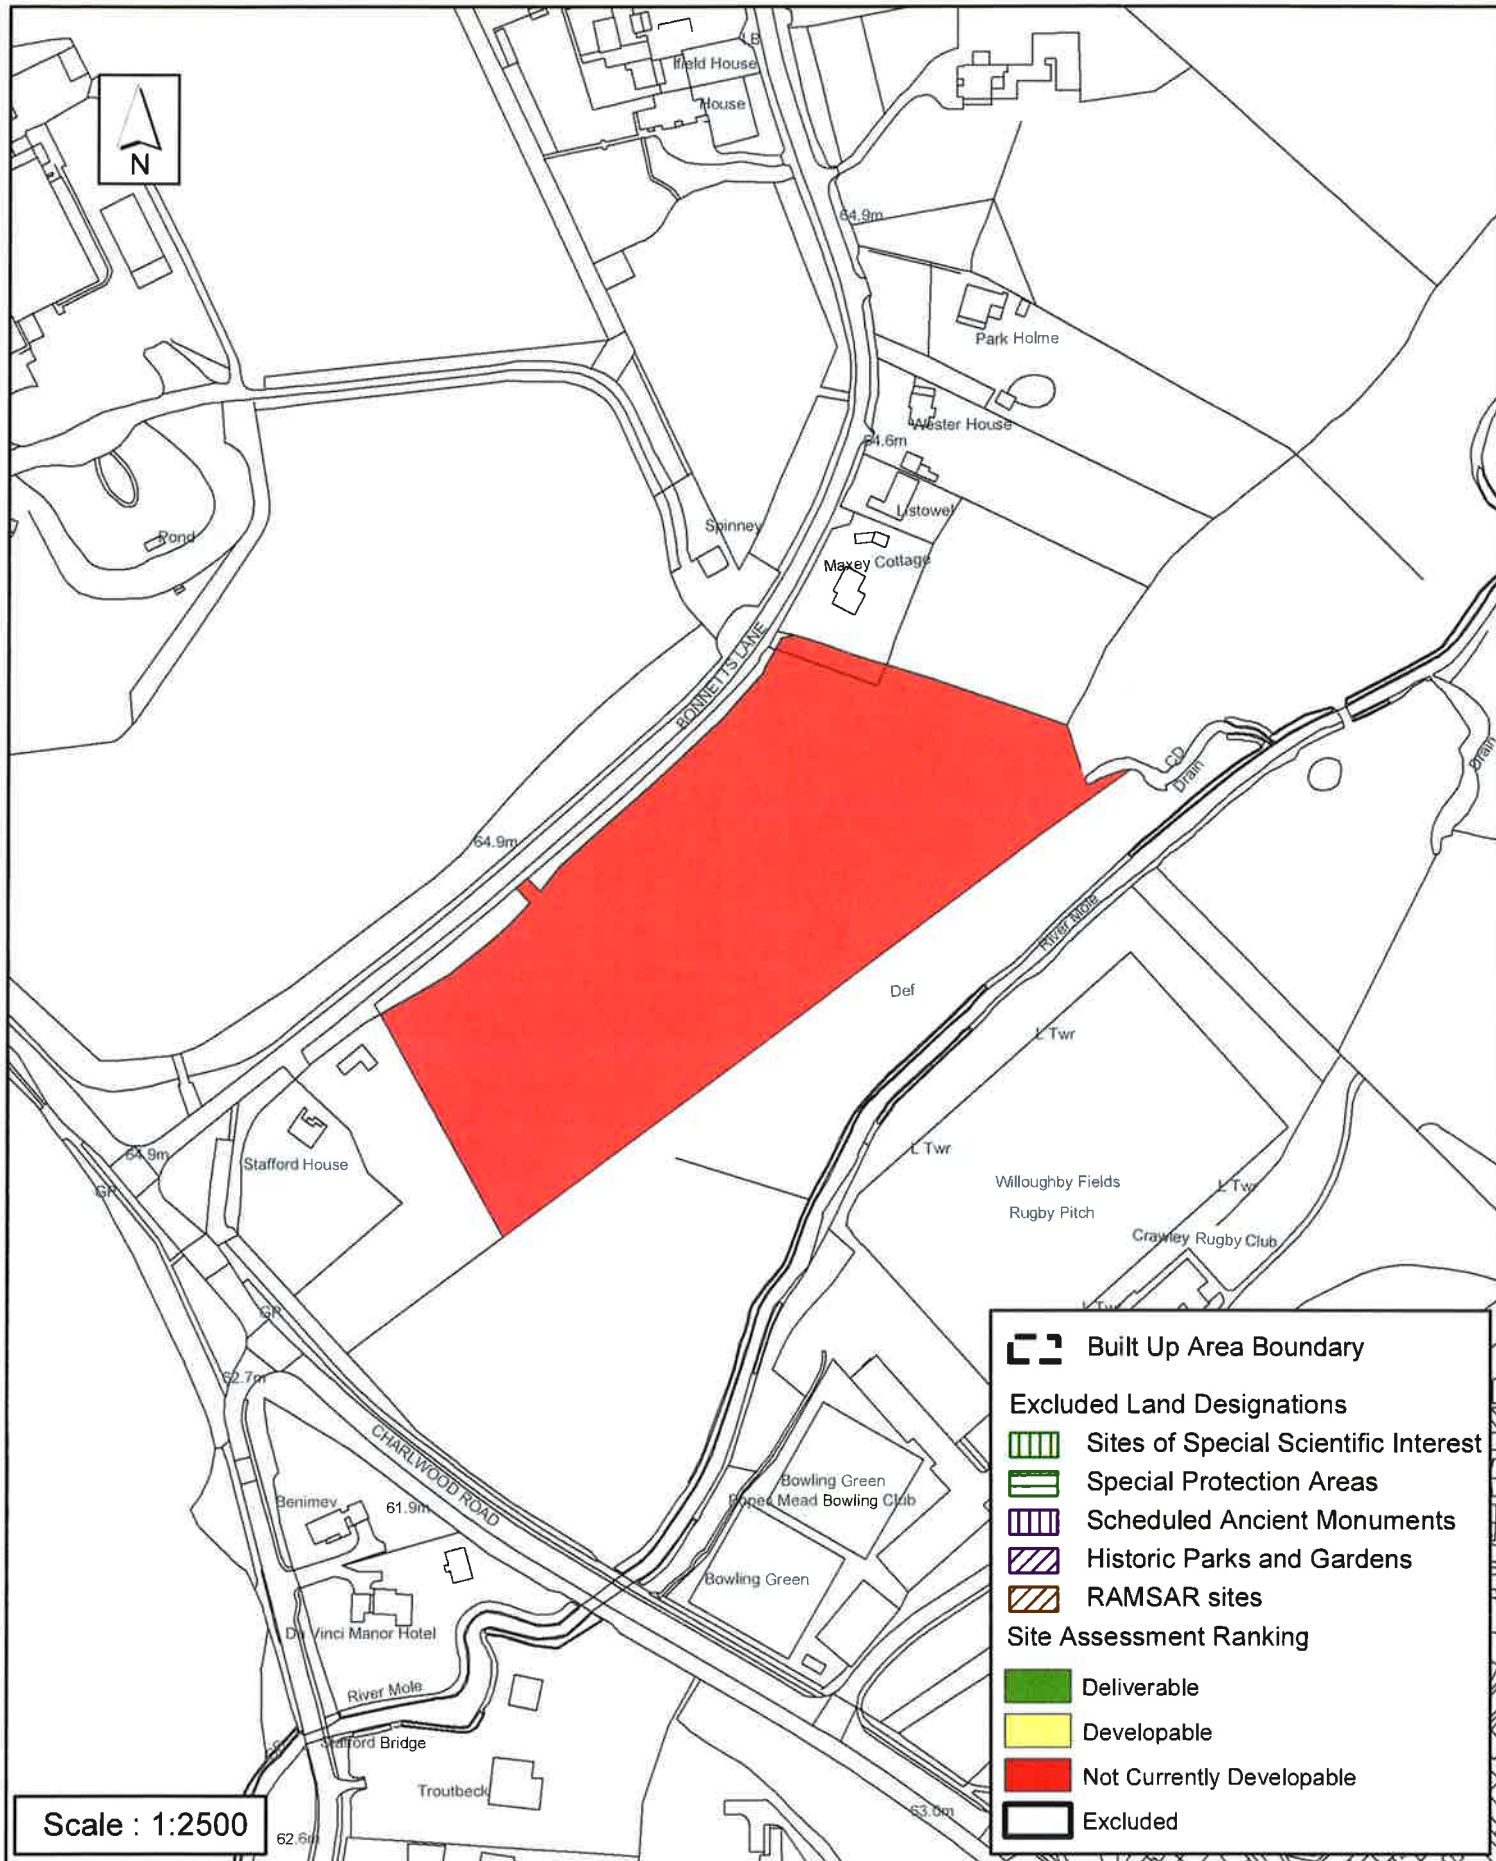 LB
Ifield House
House
N
64.9m
Park Holme
Wester House
64.6m
Listowel
Spinney
Pond
Maxey Cottage
BONNETTS LANE
CD
Drain
Drain
64.9m
River Mole
Def
L Twr
L Twr
64.9m
Stafford House
Willoughby Fields
L Twr
GP
Rugby Pitch
Crawley Rugby Club
L Twr
GP
62.7m
CHARLWOOD ROAD
Bowling Green
Benimev
61.9m
Popes Mead Bowling Club
Bowling Green
Da Vinci Manor Hotel
River Mole
Stafford Bridge
Troutbeck
63.0m
62.6m
Scale : 1:2500
Built Up Area Boundary
Excluded Land Designations
Sites of Special Scientific Interest
Special Protection Areas
Scheduled Ancient Monuments
Historic Parks and Gardens
RAMSAR sites
Site Assessment Ranking
Deliverable
Developable
Not Currently Developable
Excluded